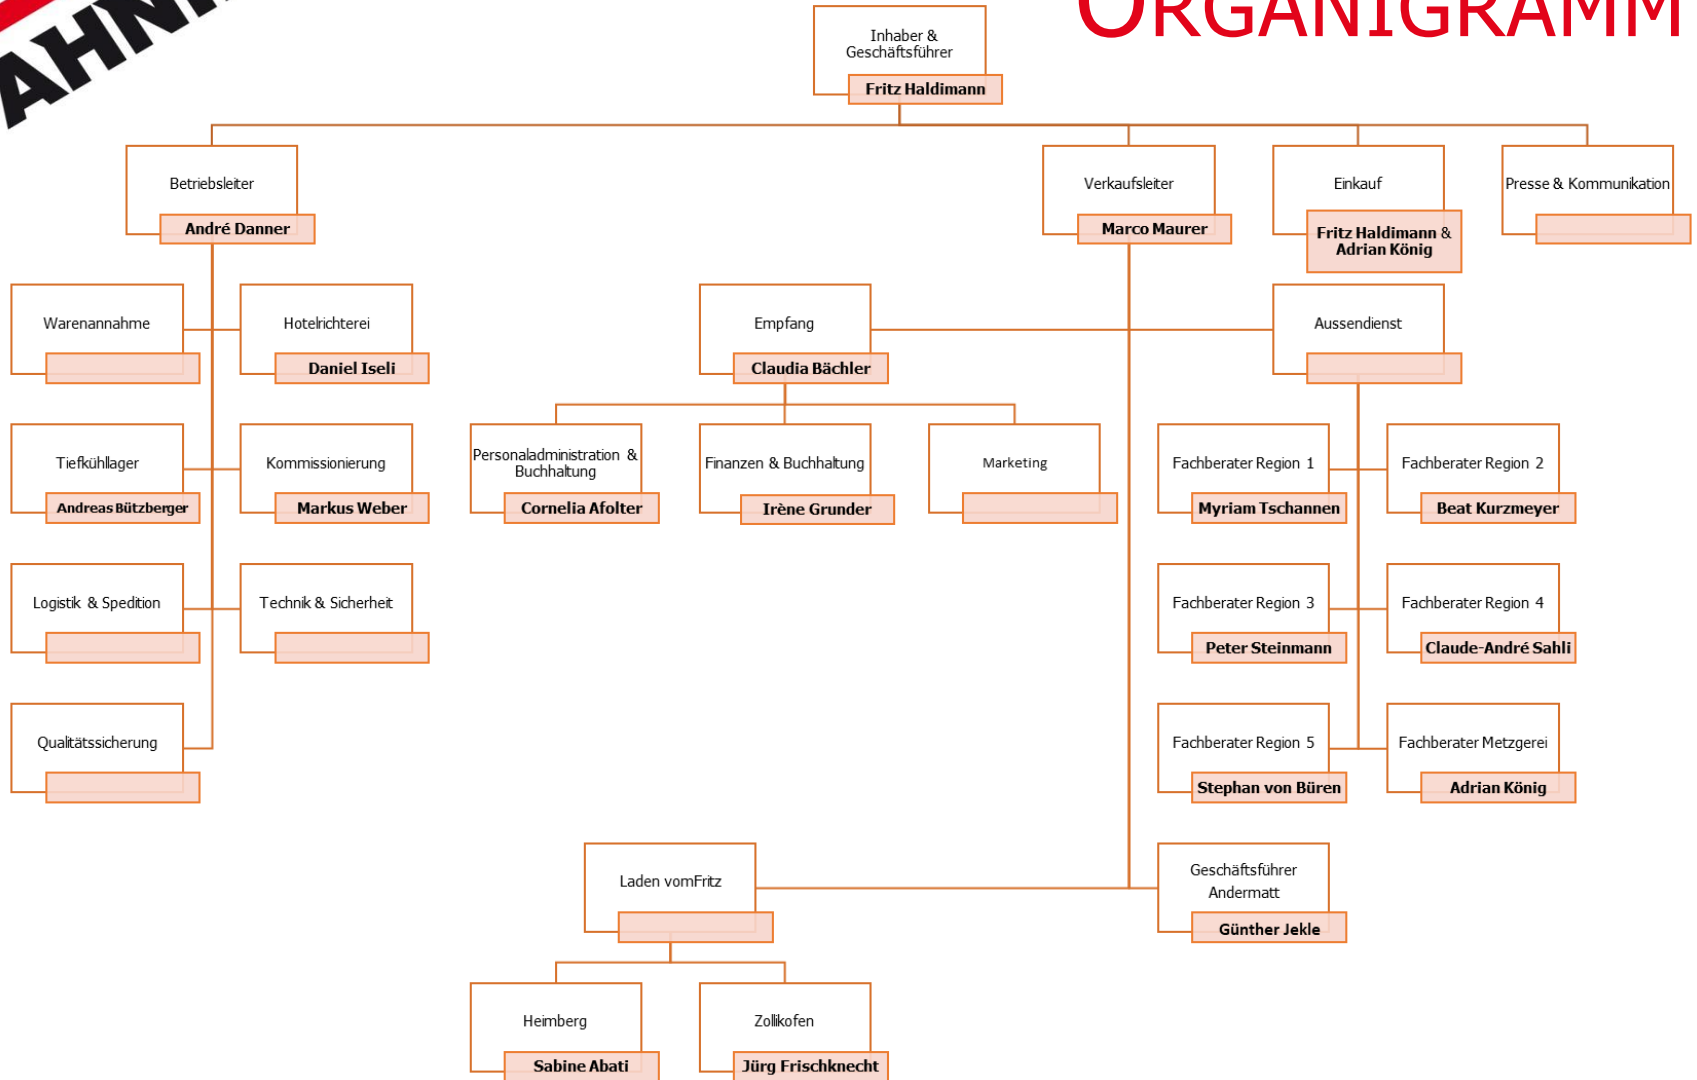 ORGANIGRAMM
Inhaber &
Geschäftsführer
Fritz Haldimann
Betriebsleiter
André Danner
Verkaufsleiter
Marco Maurer
Einkauf
Fritz Haldimann &
Adrian König
Presse & Kommunikation
Warenannahme
Hotelrichterei
Daniel Iseli
Empfang
Claudia Bächler
Aussendienst
Tiefkühllager
Andreas Bützberger
Kommissionierung
Markus Weber
Personaladministration &
Buchhaltung
Cornelia Afolter
Finanzen & Buchhaltung
Irène Grunder
Marketing
Fachberater Region 1
Myriam Tschannen
Fachberater Region 2
Beat Kurzmeyer
Logistik & Spedition
Technik & Sicherheit
Fachberater Region 3
Peter Steinmann
Fachberater Region 4
Claude-André Sahli
Qualitätssicherung
Fachberater Region 5
Stephan von Büren
Fachberater Metzgerei
Adrian König
Laden vomFritz
Geschäftsführer
Andermatt
Günther Jekle
Heimberg
Sabine Abati
Zollikofen
Jürg Frischknecht